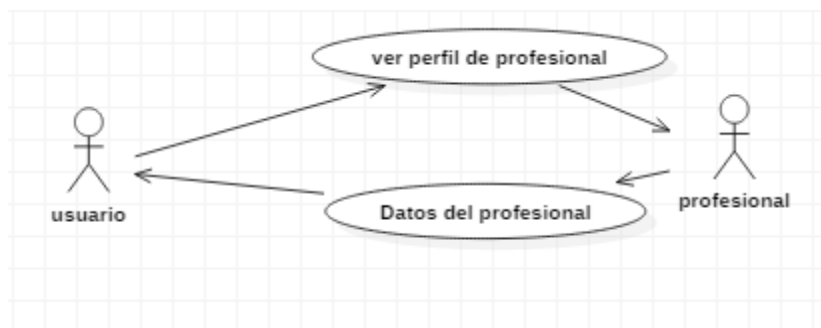 ver perfil de profesional
usuario
profesional
Datos del profesional